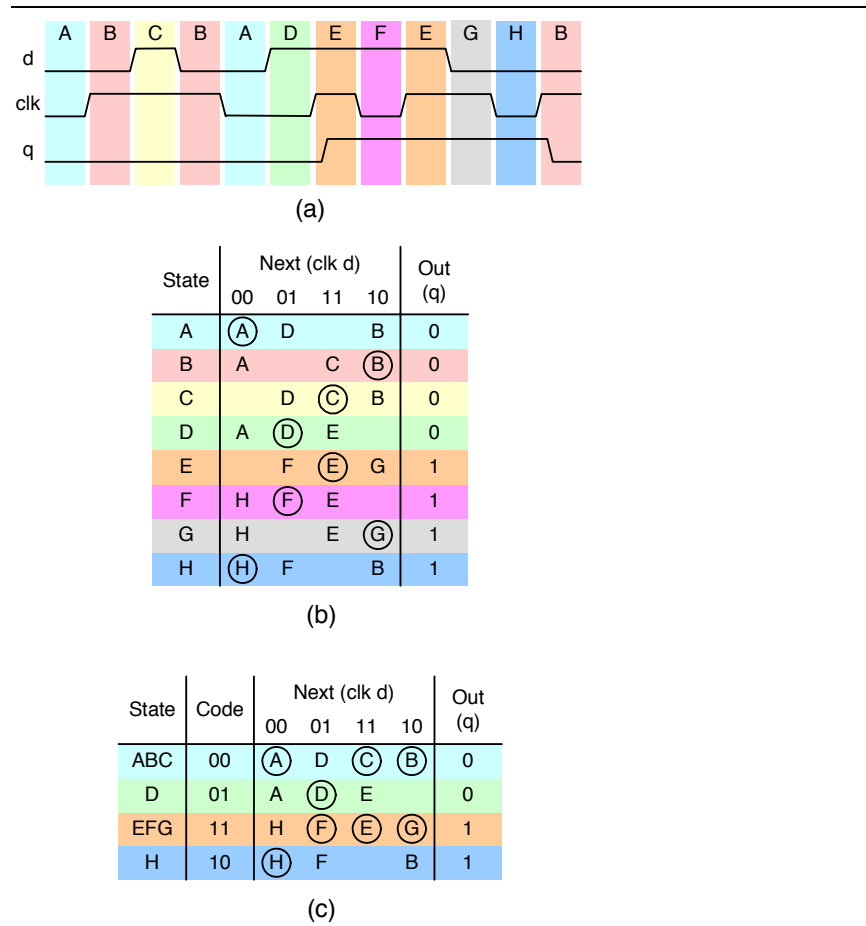 A B C B A D E F E G H B
d
clk
q
(a)
State Next (clk d) Out (q)
00 01 11 10
A A D B 0
B A C B 0
C D C B 0
D A D E 0
E F E G 1
F H F E 1
G H E G 1
H H F B 1
(b)
State Code Next (clk d) Out (q)
00 01 11 10
ABC 00 A D C B 0
D 01 A D E 0
EFG 11 H F E G 1
H 10 H F B 1
(c)